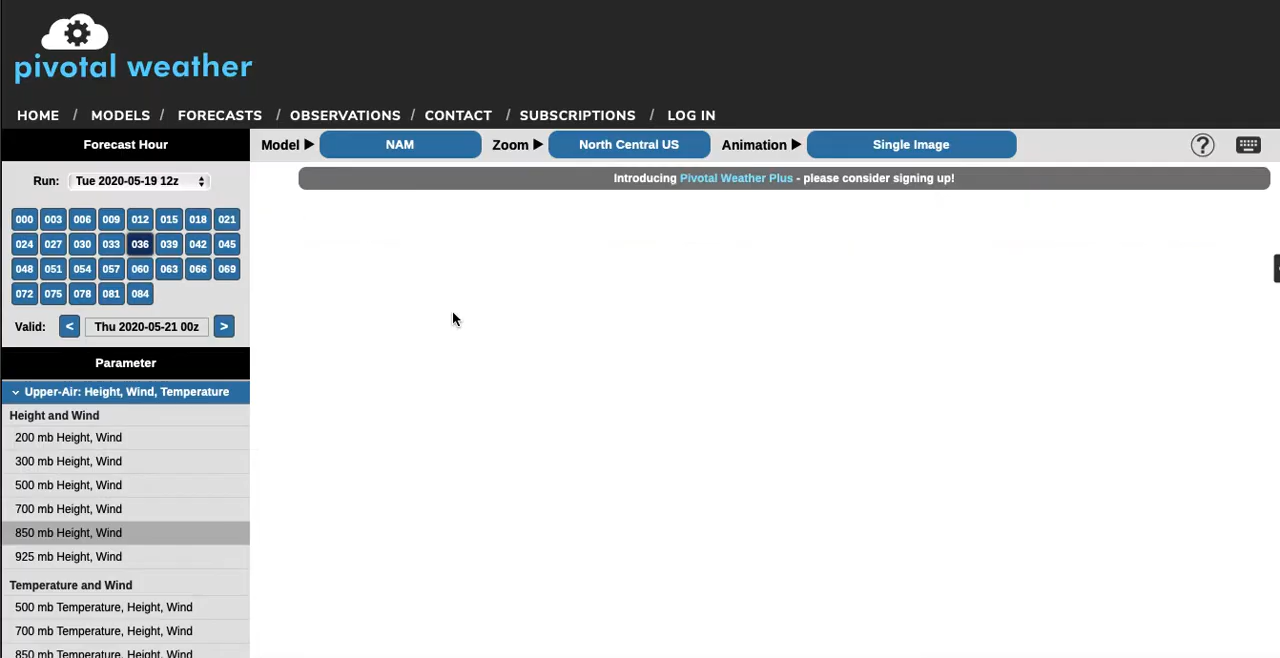 pivotal weather
HOME / MODELS / FORECASTS / OBSERVATIONS / CONTACT / SUBSCRIPTIONS / LOG IN
Forecast Hour
Model ▶ NAM Zoom ▶ North Central US Animation ▶ Single Image ?
Run: Tue 2020-05-19 12z
Introducing Pivotal Weather Plus - please consider signing up!
000 003 006 009 012 015 018 021
024 027 030 033 036 039 042 045
048 051 054 057 060 063 066 069
072 075 078 081 084
Valid: < Thu 2020-05-21 00z >
Parameter
Upper-Air: Height, Wind, Temperature
Height and Wind
200 mb Height, Wind
300 mb Height, Wind
500 mb Height, Wind
700 mb Height, Wind
850 mb Height, Wind
925 mb Height, Wind
Temperature and Wind
500 mb Temperature, Height, Wind
700 mb Temperature, Height, Wind
850 mb Temperature, Height, Wind